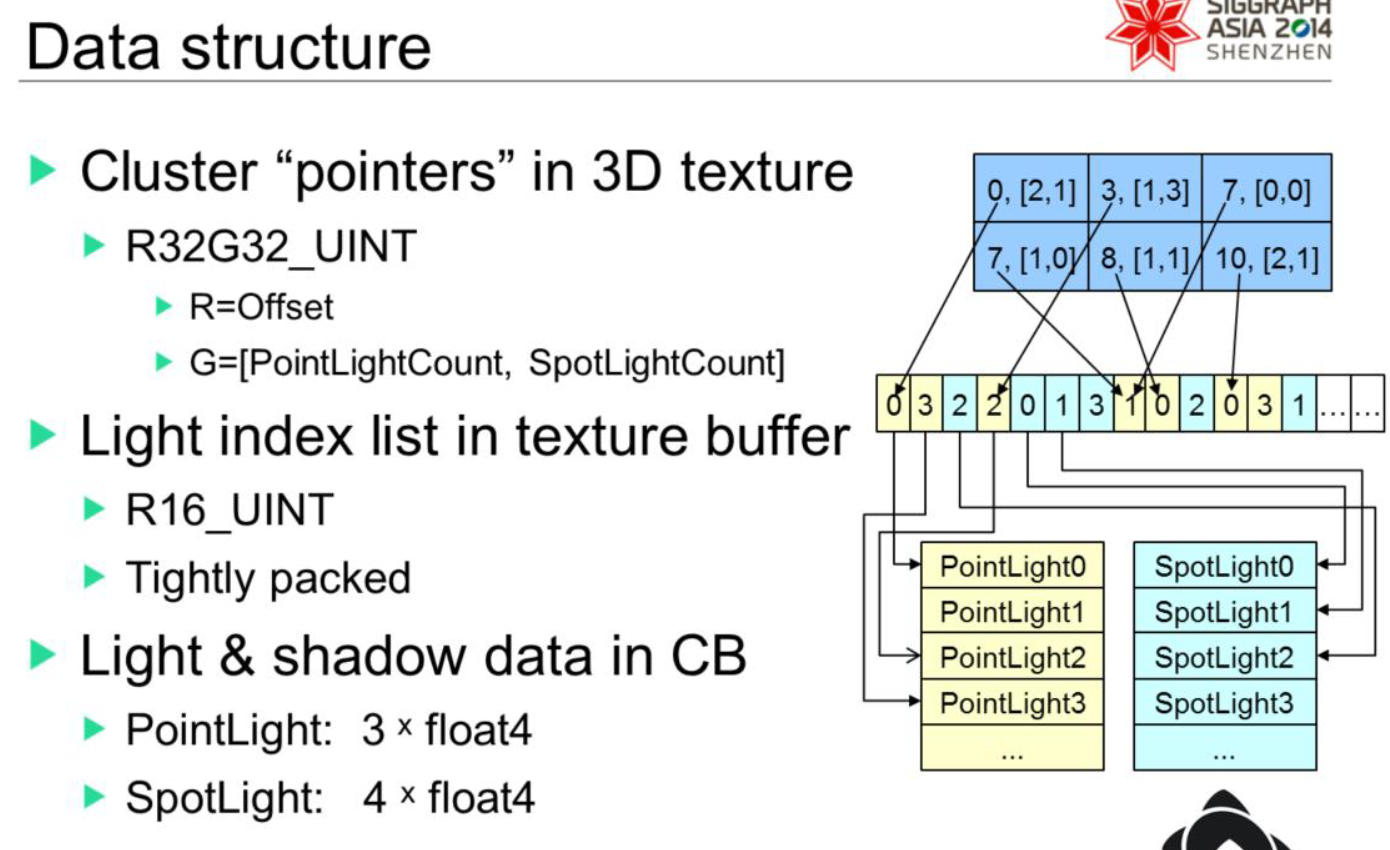 Data structure
SIGGRAPH
ASIA 2014
SHENZHEN
Cluster “pointers” in 3D texture
R32G32_UINT
R=Offset
G=[PointLightCount, SpotLightCount]
Light index list in texture buffer
R16_UINT
Tightly packed
Light & shadow data in CB
PointLight: 3 x float4
SpotLight: 4 x float4
0, [2,1] 3, [1,3] 7, [0,0]
7, [1,0] 8, [1,1] 10, [2,1]
0 3 2 2 0 1 3 1 0 2 0 3 1 ... ...
PointLight0
PointLight1
PointLight2
PointLight3
...
SpotLight0
SpotLight1
SpotLight2
SpotLight3
...